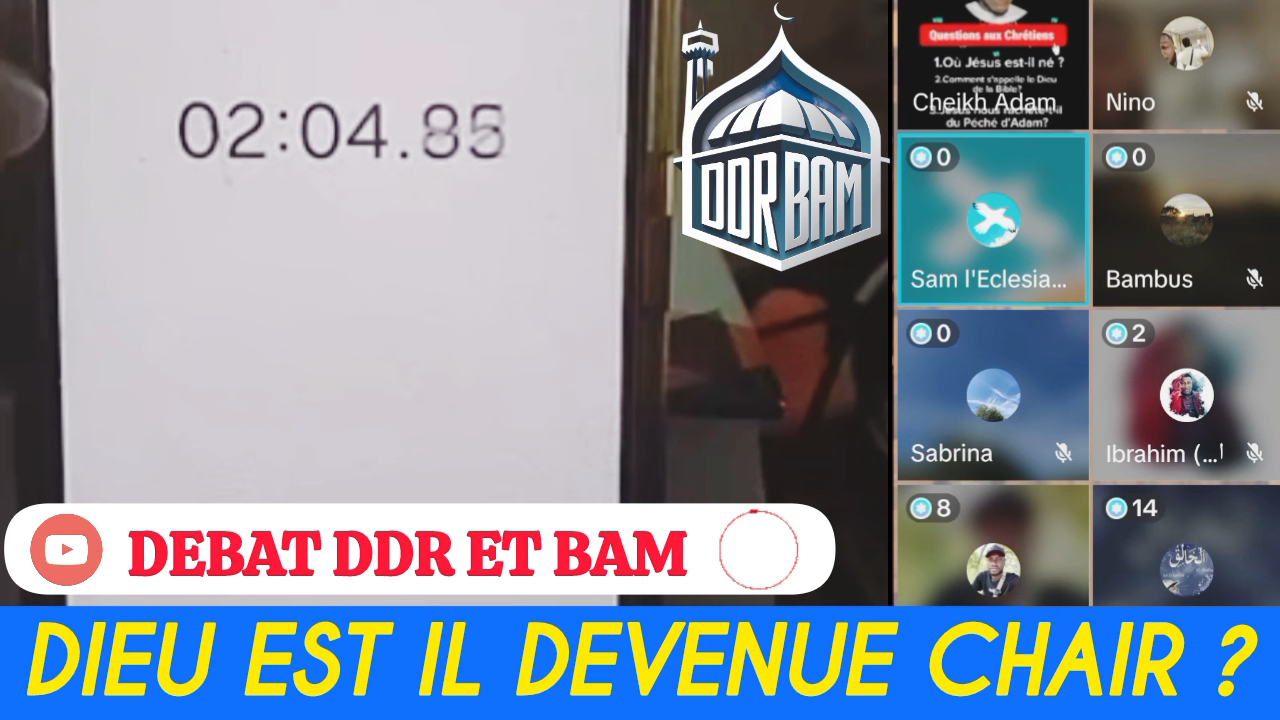 02:04.85
DDR BAM
Questions aux Chrétiens
1.Où Jésus est-il né ?
2.Comment s'appelle le Dieu
de la Bible?
Cheikh Adam
du Péché d'Adam?
Nino
0
Sam l'Eclesia...
0
Bambus
0
Sabrina
2
Ibrahim (...
8
14
الخالق
DEBAT DDR ET BAM
DIEU EST IL DEVENUE CHAIR ?